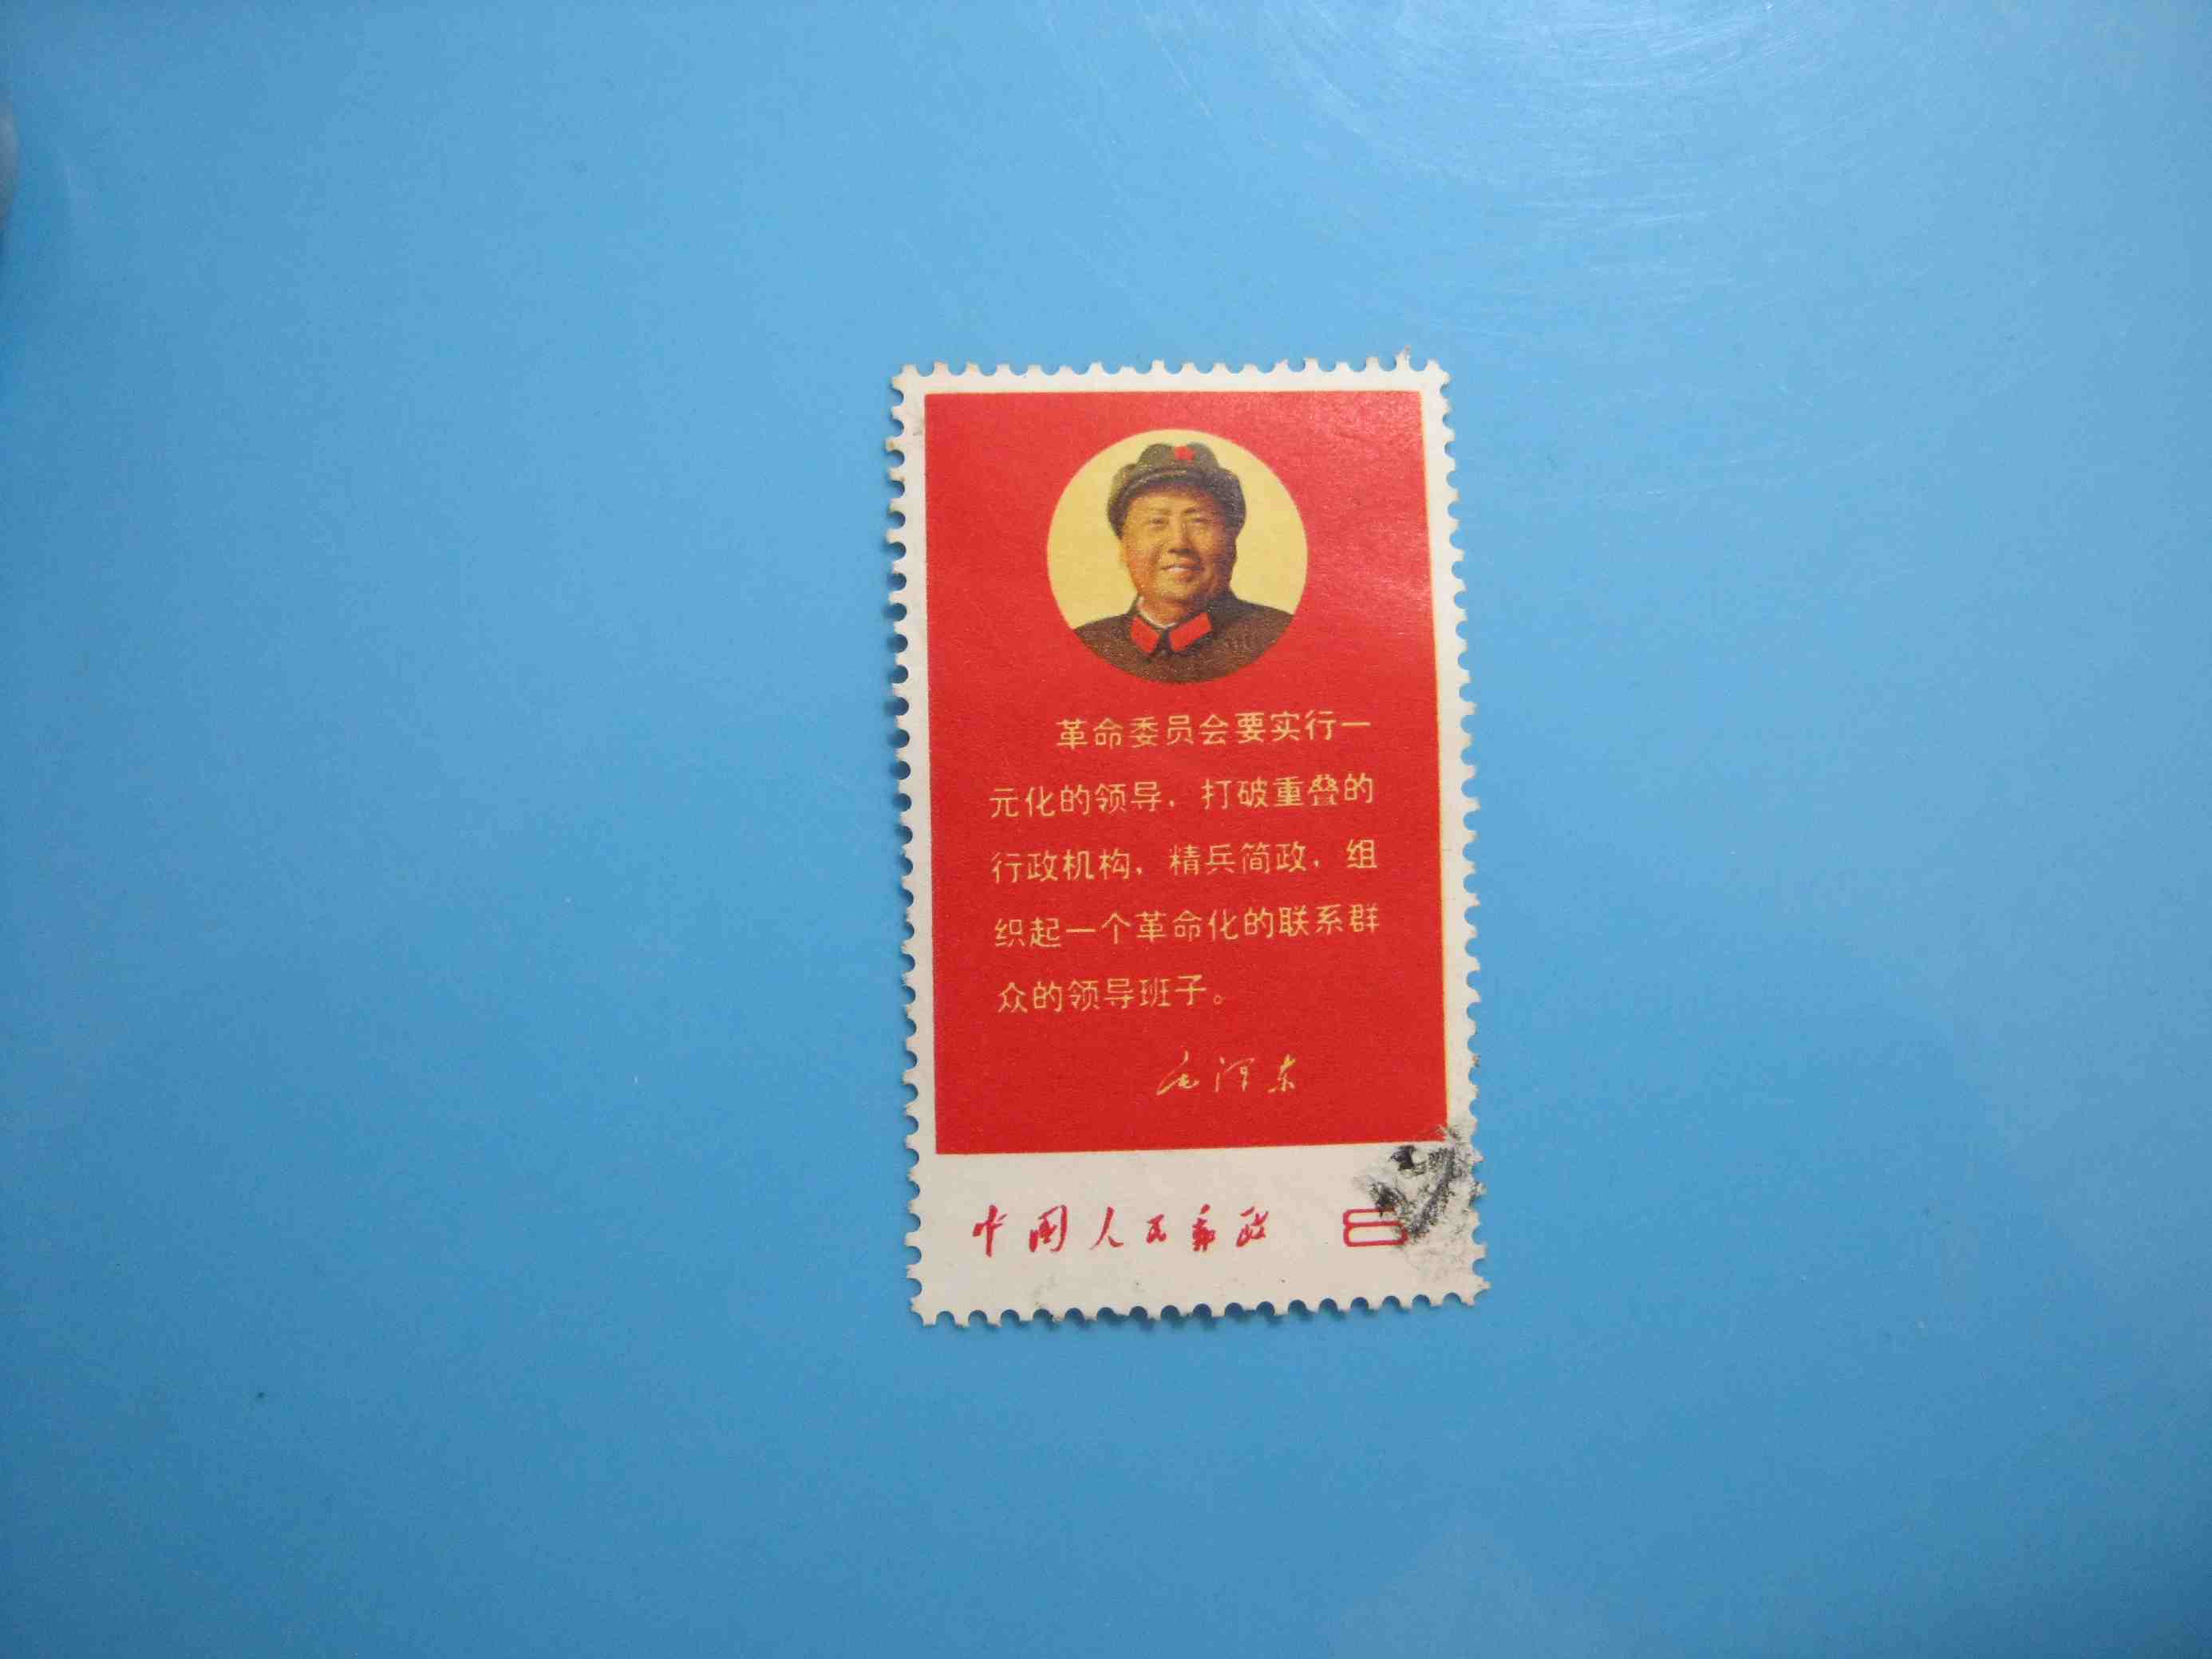 革命委员会要实行一
元化的领导，打破重叠的
行政机构，精兵简政，组
织起一个革命化的联系群
众的领导班子。
毛泽东
中国人民邮政 8